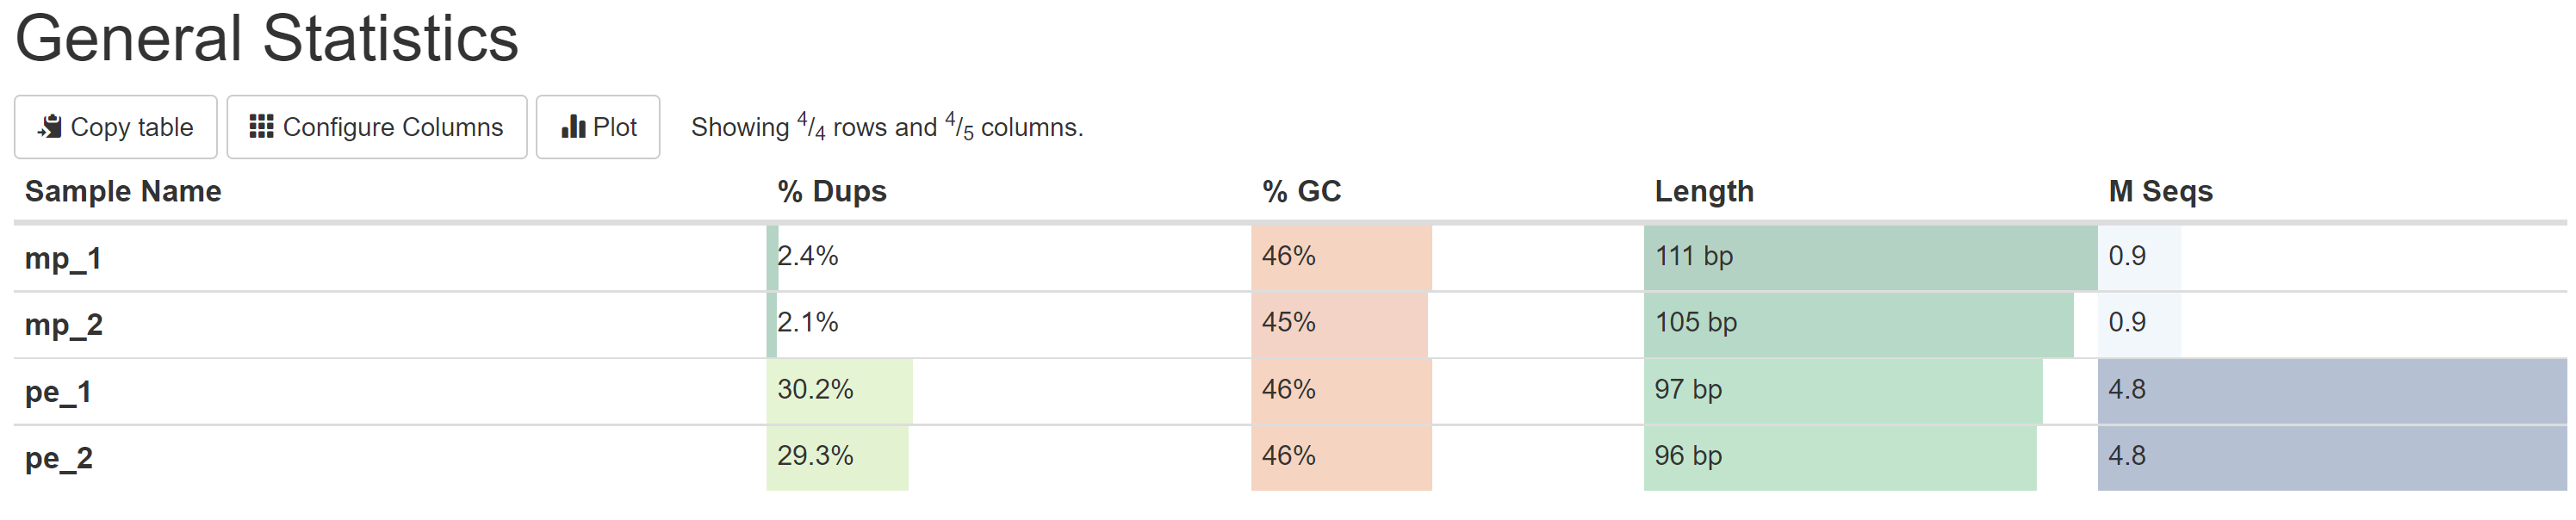 General Statistics
Copy table Configure Columns Plot Showing 4/4 rows and 4/5 columns.
Sample Name % Dups % GC Length M Seqs
mp_1 2.4% 46% 111 bp 0.9
mp_2 2.1% 45% 105 bp 0.9
pe_1 30.2% 46% 97 bp 4.8
pe_2 29.3% 46% 96 bp 4.8